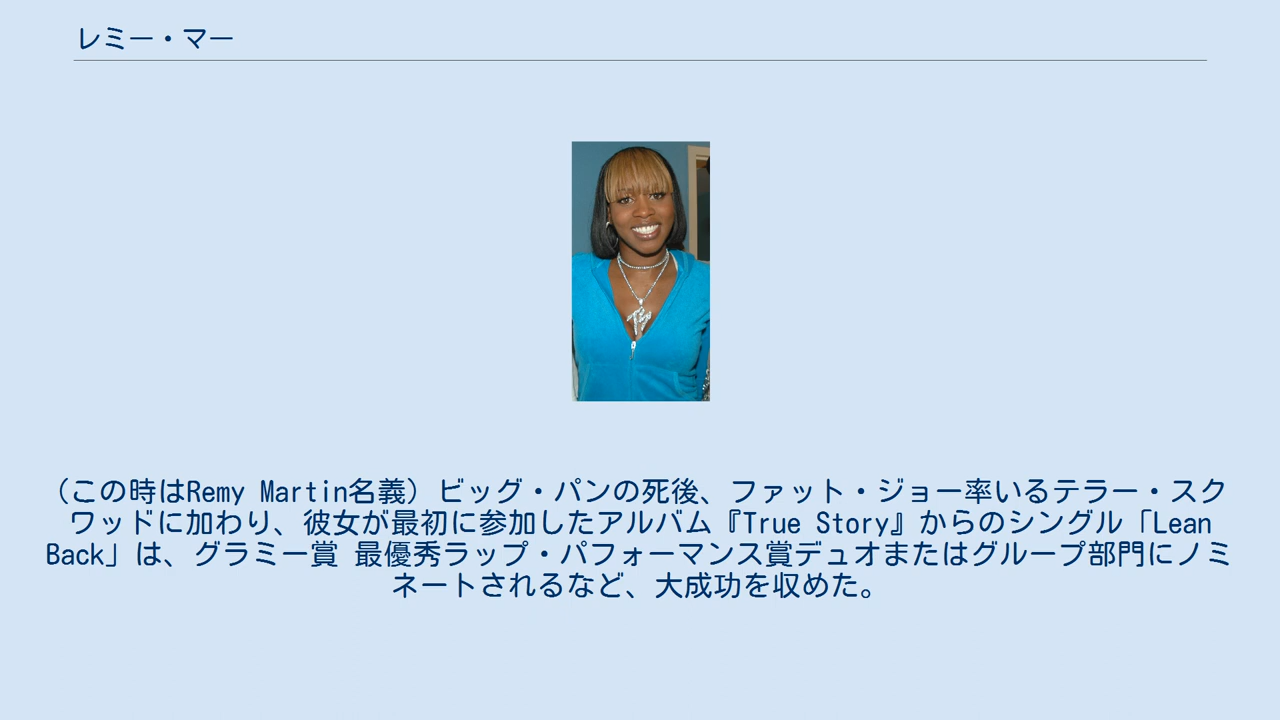 レミー・マー
（この時はRemy Martin名義）ビッグ・パンの死後、ファット・ジョー率いるテラー・スク
ワッドに加わり、彼女が最初に参加したアルバム『True Story』からのシングル「Lean
Back」は、グラミー賞 最優秀ラップ・パフォーマンス賞デュオまたはグループ部門にノミ
ネートされるなど、大成功を収めた。